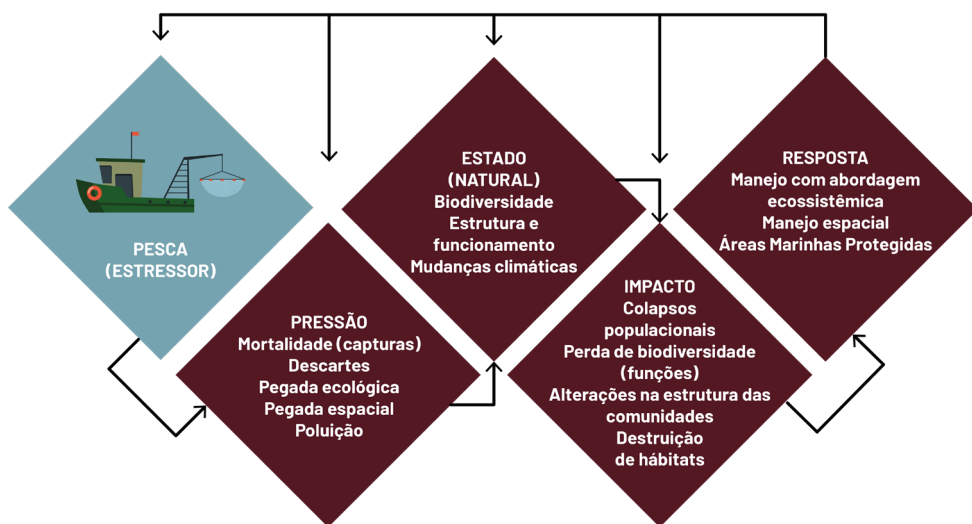 PESCA
(ESTRESSOR)
PRESSÃO
Mortalidade (capturas)
Descartes
Pegada ecológica
Pegada espacial
Poluição
ESTADO
(NATURAL)
Biodiversidade
Estrutura e
funcionamento
Mudanças climáticas
IMPACTO
Colapsos
populacionais
Perda de biodiversidade
(funções)
Alterações na estrutura das
comunidades
Destruição
de hábitats
RESPOSTA
Manejo com abordagem
ecossistêmica
Manejo espacial
Áreas Marinhas Protegidas